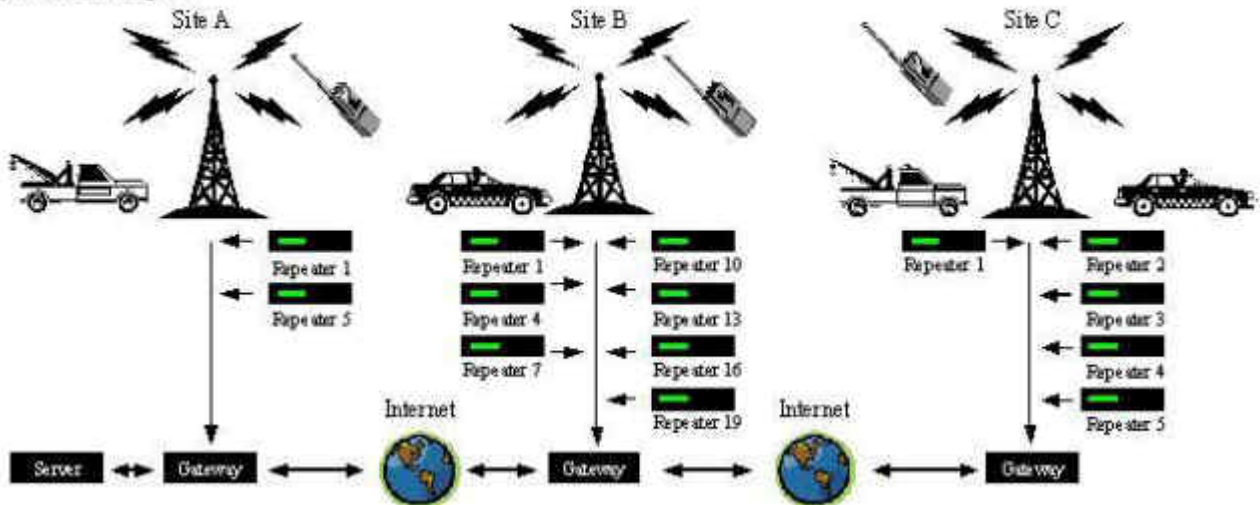 Site A
Site B
Site C
Repeater 1
Repeater 5
Repeater 1
Repeater 10
Repeater 4
Repeater 13
Repeater 7
Repeater 16
Repeater 19
Repeater 1
Repeater 2
Repeater 3
Repeater 4
Repeater 5
Internet
Internet
Server
Gateway
Gateway
Gateway